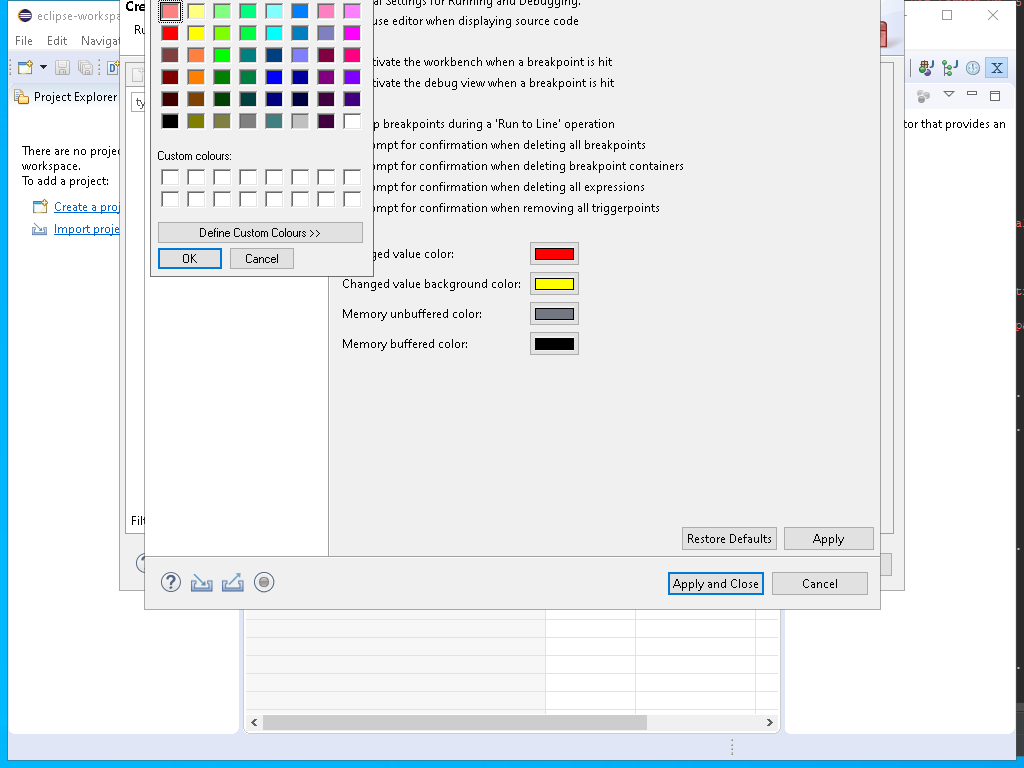 eclipse-workspa
Cre
al Settings for Running and Debugging.
File Edit Navigat
Ru
use editor when displaying source code
tivate the workbench when a breakpoint is hit
X
tivate the debug view when a breakpoint is hit
Project Explorer
ty
p breakpoints during a 'Run to Line' operation
tor that provides an
ompt for confirmation when deleting all breakpoints
There are no projec
workspace.
To add a project:
Custom colours:
ompt for confirmation when deleting breakpoint containers
ompt for confirmation when deleting all expressions
Create a proj
ompt for confirmation when removing all triggerpoints
Import proje
Define Custom Colours >>
OK Cancel
ged value color:
Changed value background color:
Memory unbuffered color:
Memory buffered color:
Filt
Restore Defaults Apply
?
Apply and Close Cancel